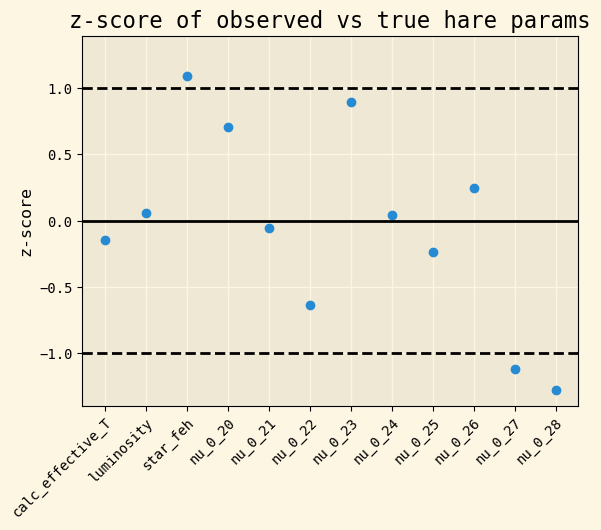 z-score of observed vs true hare params
z-score
1.0
0.5
0.0
−0.5
−1.0
calc_effective_T
luminosity
star_feh
nu_0_20
nu_0_21
nu_0_22
nu_0_23
nu_0_24
nu_0_25
nu_0_26
nu_0_27
nu_0_28